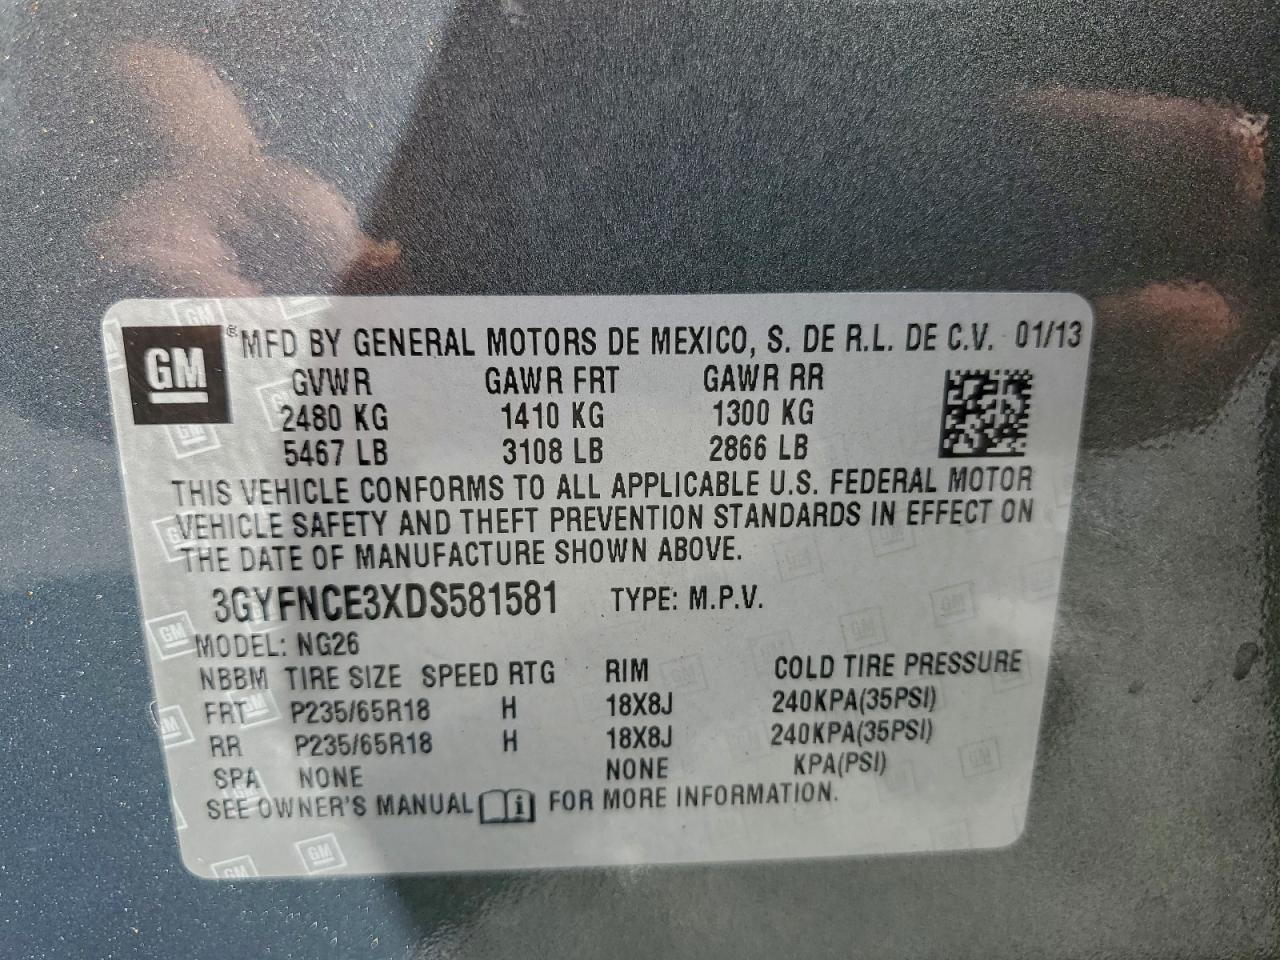 GM ® MFD BY GENERAL MOTORS DE MEXICO, S. DE R.L. DE C.V. 01/13
GVWR GAWR FRT GAWR RR
2480 KG 1410 KG 1300 KG
5467 LB 3108 LB 2866 LB
THIS VEHICLE CONFORMS TO ALL APPLICABLE U.S. FEDERAL MOTOR
VEHICLE SAFETY AND THEFT PREVENTION STANDARDS IN EFFECT ON
THE DATE OF MANUFACTURE SHOWN ABOVE.
3GYFNCE3XDS581581 TYPE: M.P.V.
MODEL: NG26
NBBM TIRE SIZE SPEED RTG RIM COLD TIRE PRESSURE
FRT P235/65R18 H 18X8J 240KPA(35PSI)
RR P235/65R18 H 18X8J 240KPA(35PSI)
SPA NONE NONE KPA(PSI)
SEE OWNER'S MANUAL i FOR MORE INFORMATION.